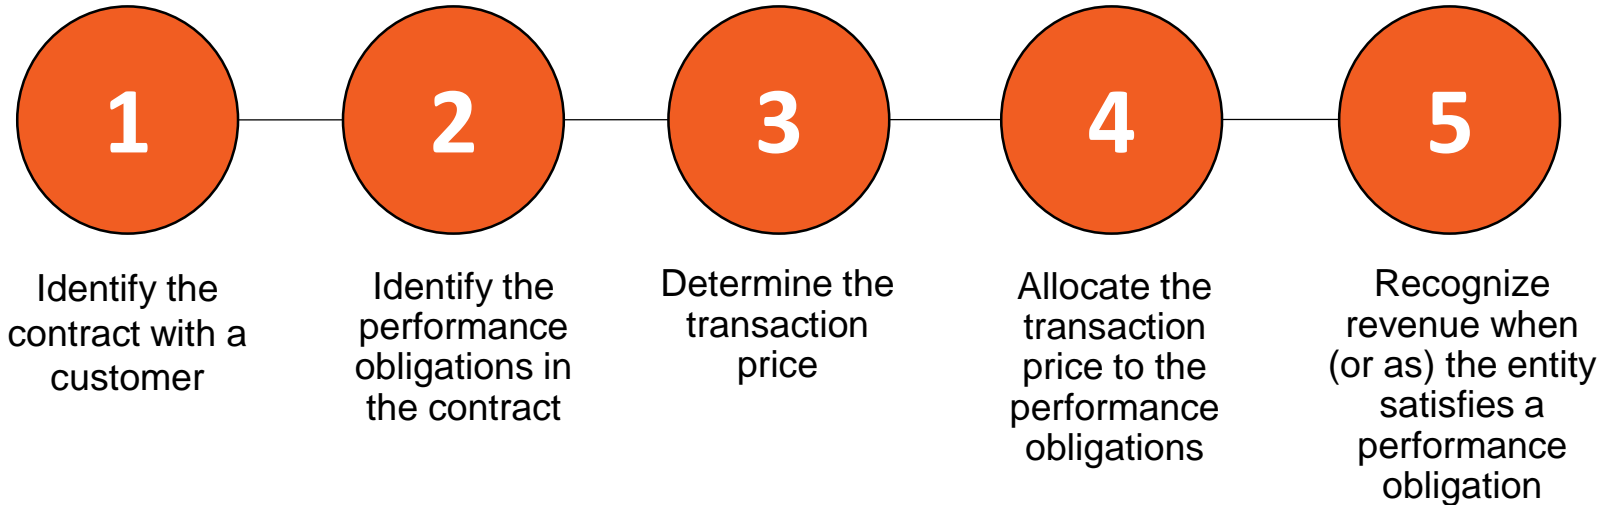 1
2
3
4
5
Identify the
contract with a
customer
Identify the
performance
obligations in
the contract
Determine the
transaction
price
Allocate the
transaction
price to the
performance
obligations
Recognize
revenue when
(or as) the entity
satisfies a
performance
obligation